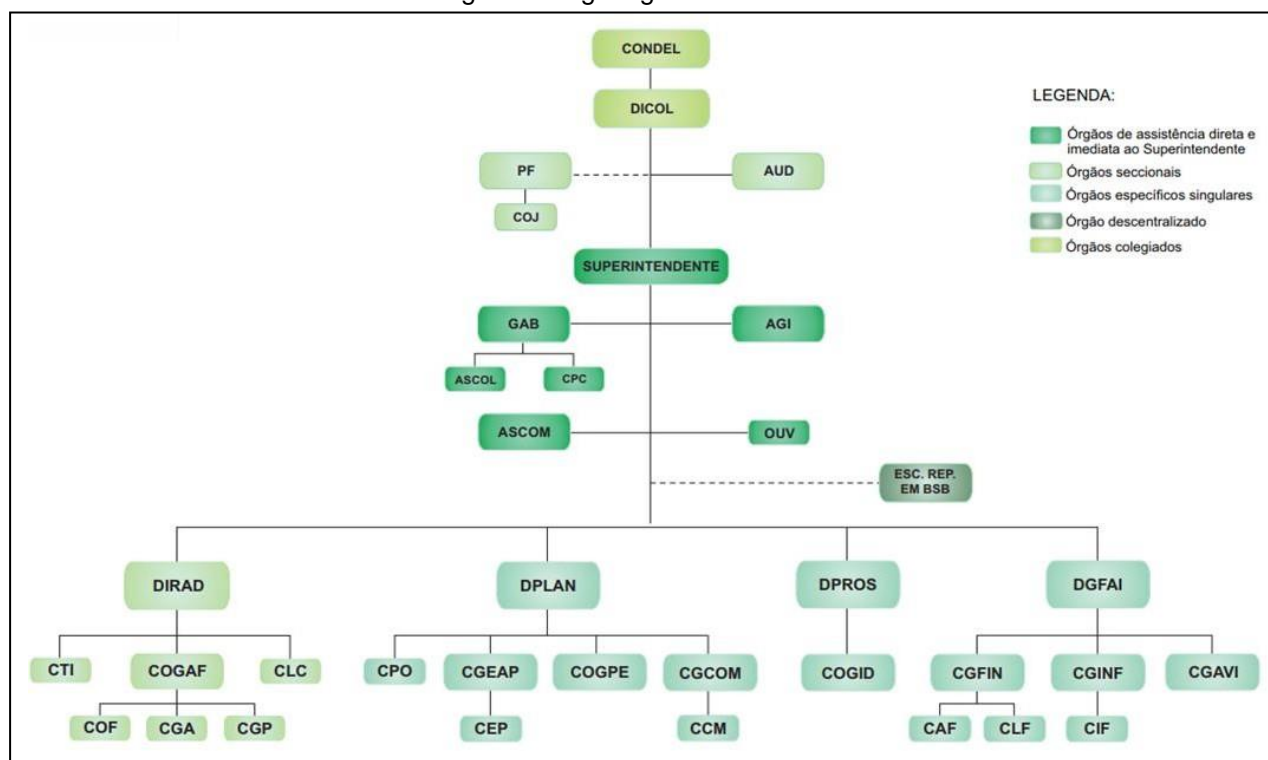 CONDEL
DICOL
LEGENDA:
Órgãos de assistência direta e
imediata ao Superintendente
Órgãos seccionais
Órgãos específicos singulares
Órgão descentralizado
Órgãos colegiados
PF
AUD
COJ
SUPERINTENDENTE
GAB
AGI
ASCOL
CPC
ASCOM
OUV
ESC. REP.
EM BSB
DIRAD
DPLAN
DPROS
DGFAI
CTI
COGAF
CLC
CPO
CGEAP
COGPE
CGCOM
COGID
CGFIN
CGINF
CGAVI
COF
CGA
CGP
CEP
CCM
CAF
CLF
CIF